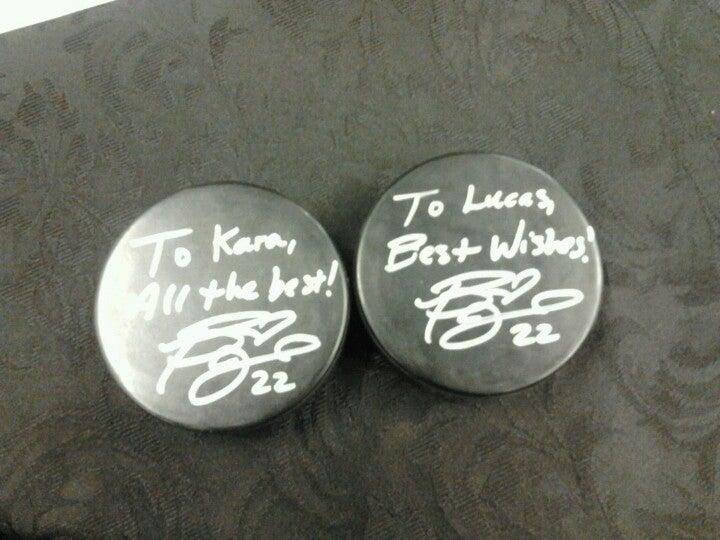 To Kara,
All the best!
22
To Lucas,
Best Wishes!
22